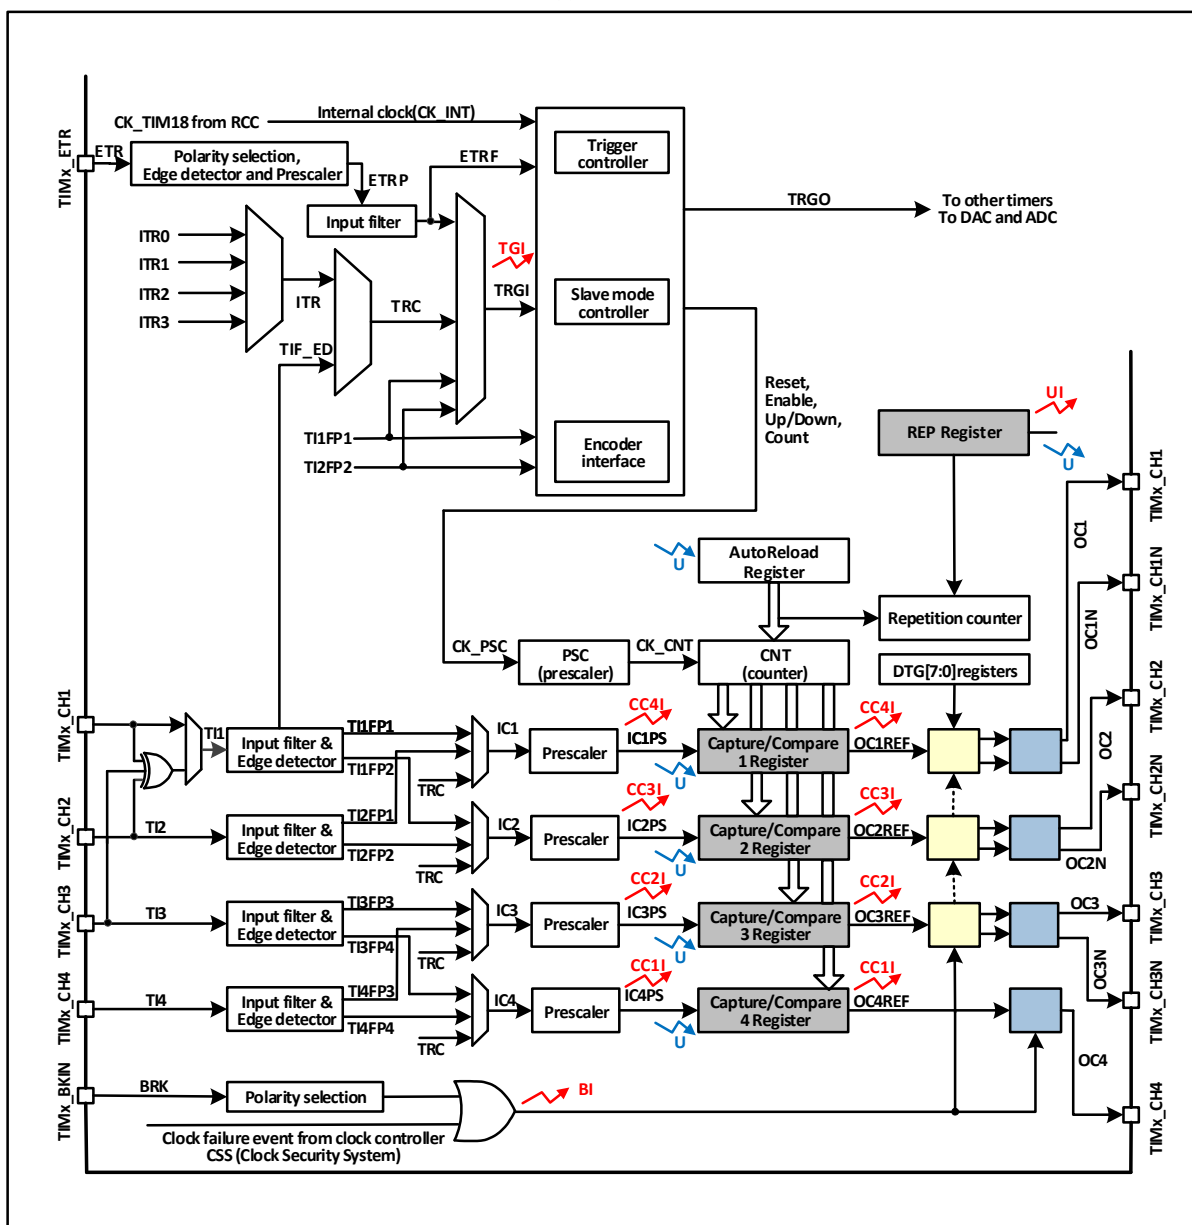 Internal clock(CK_INT)
CK_TIM18 from RCC
TIMx_ETR
ETR
Polarity selection,
Edge detector and Prescaler
ETRP
Input filter
ETRF
Trigger
controller
TRGO
To other timers
To DAC and ADC
ITR0
ITR1
ITR2
ITR3
ITR
TIF_ED
TRC
TGI
TRGI
Slave mode
controller
TI1FP1
TI2FP2
Encoder
interface
Reset,
Enable,
Up/Down,
Count
UI
REP Register
U
U
AutoReload
Register
Repetition counter
CK_PSC
PSC
(prescaler)
CK_CNT
CNT
(counter)
DTG[7:0]registers
TIMx_CH1
TI1
Input filter &
Edge detector
TI1FP1
TI1FP2
TRC
IC1
Prescaler
CC4I
IC1PS
U
Capture/Compare
1 Register
CC4I
OC1REF
OC1
TIMx_CH1
OC1N
TIMx_CH1N
TIMx_CH2
TI2
Input filter &
Edge detector
TI2FP1
TI2FP2
TRC
IC2
Prescaler
CC3I
IC2PS
U
Capture/Compare
2 Register
CC3I
OC2REF
OC2
TIMx_CH2
OC2N
TIMx_CH2N
TIMx_CH3
TI3
Input filter &
Edge detector
TI3FP3
TI3FP4
TRC
IC3
Prescaler
CC2I
IC3PS
U
Capture/Compare
3 Register
CC2I
OC3REF
OC3
TIMx_CH3
OC3N
TIMx_CH3N
TIMx_CH4
TI4
Input filter &
Edge detector
TI4FP3
TI4FP4
TRC
IC4
Prescaler
CC1I
IC4PS
U
Capture/Compare
4 Register
CC1I
OC4REF
OC4
TIMx_CH4
TIMx_BKIN
BRK
Polarity selection
BI
Clock failure event from clock controller
CSS (Clock Security System)